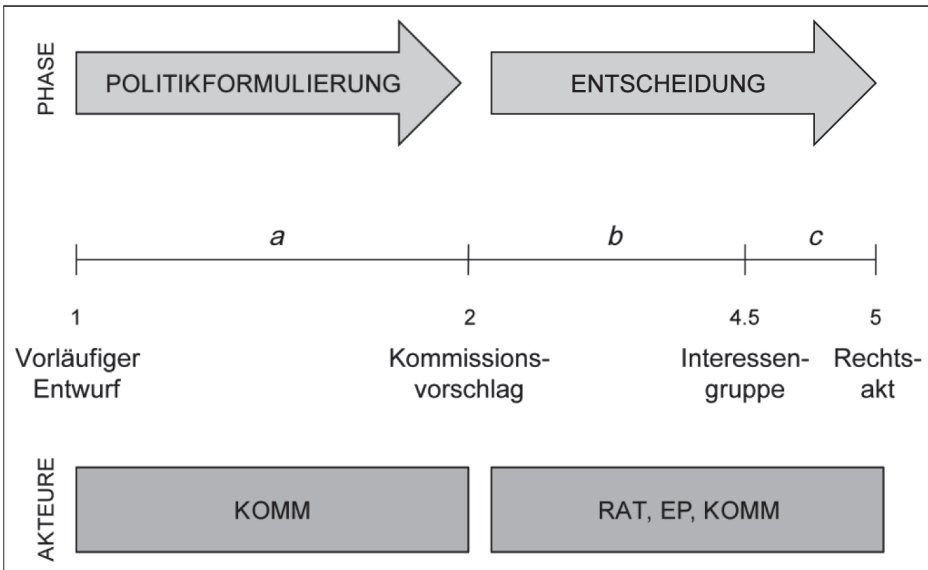 PHASE
POLITIKFORMULIERUNG
ENTSCHEIDUNG
a
b
c
1
2
4.5
5
Vorläufiger
Entwurf
Kommissions-
vorschlag
Interessen-
gruppe
Rechts-
akt
AKTEURE
KOMM
RAT, EP, KOMM